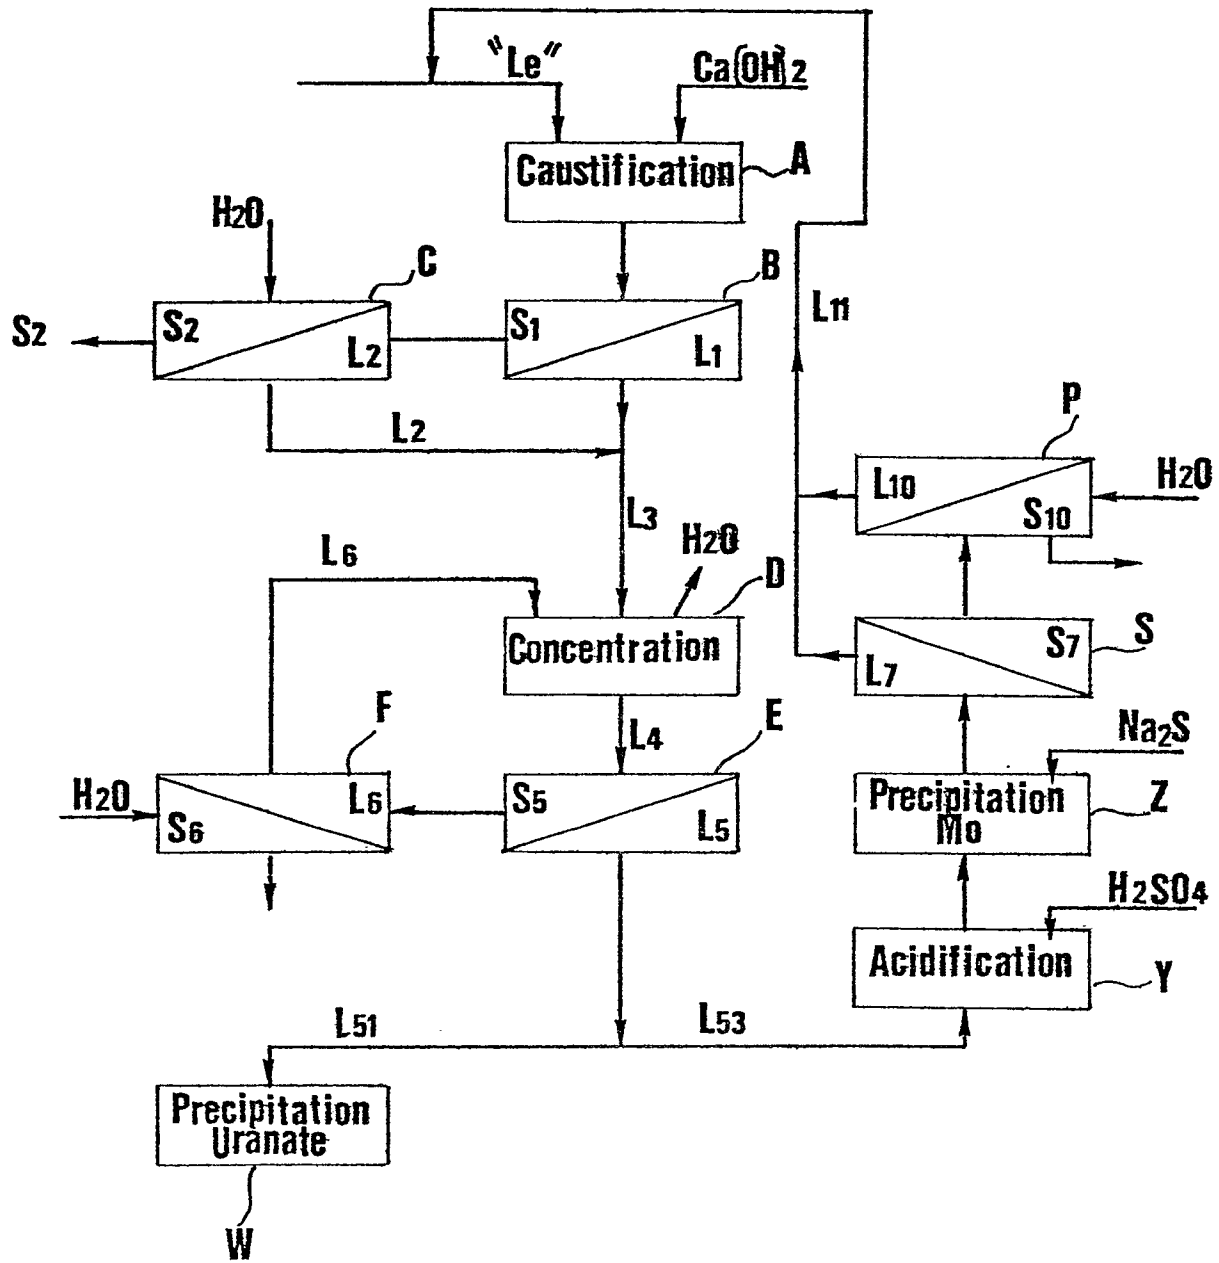 "Le"
Ca(OH)2
Caustification
A
H2O
C
B
S2
S2
L2
S1
L1
L11
L2
P
L10
S10
H2O
L3
L6
H2O
D
Concentration
S7
L7
S
F
L4
E
Na2S
H2O
L6
S6
S5
L5
Precipitation
Mo
Z
H2SO4
Acidification
Y
L51
L53
Precipitation
Uranate
W